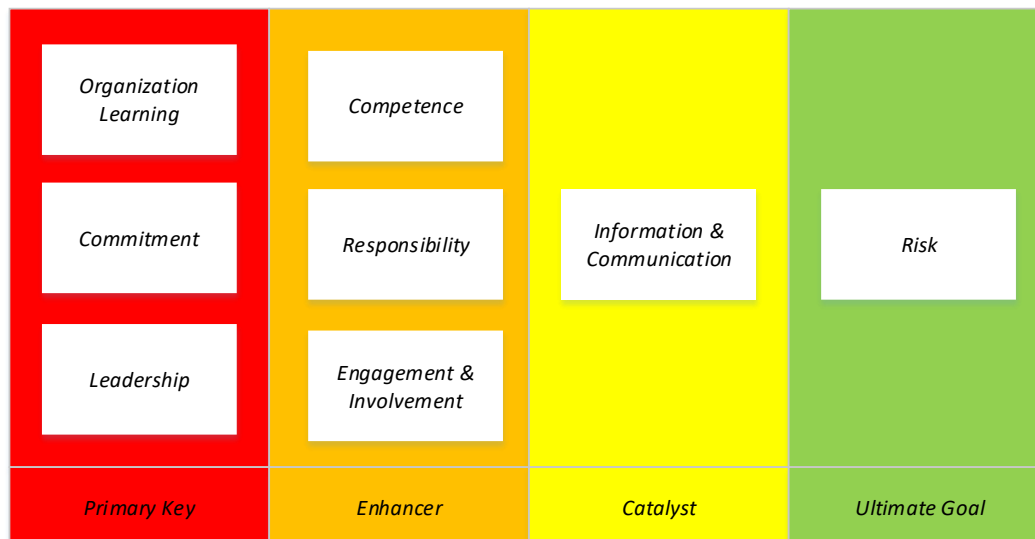 Organization
Learning
Commitment
Leadership
Competence
Responsibility
Engagement &
Involvement
Information &
Communication
Risk
Primary Key
Enhancer
Catalyst
Ultimate Goal